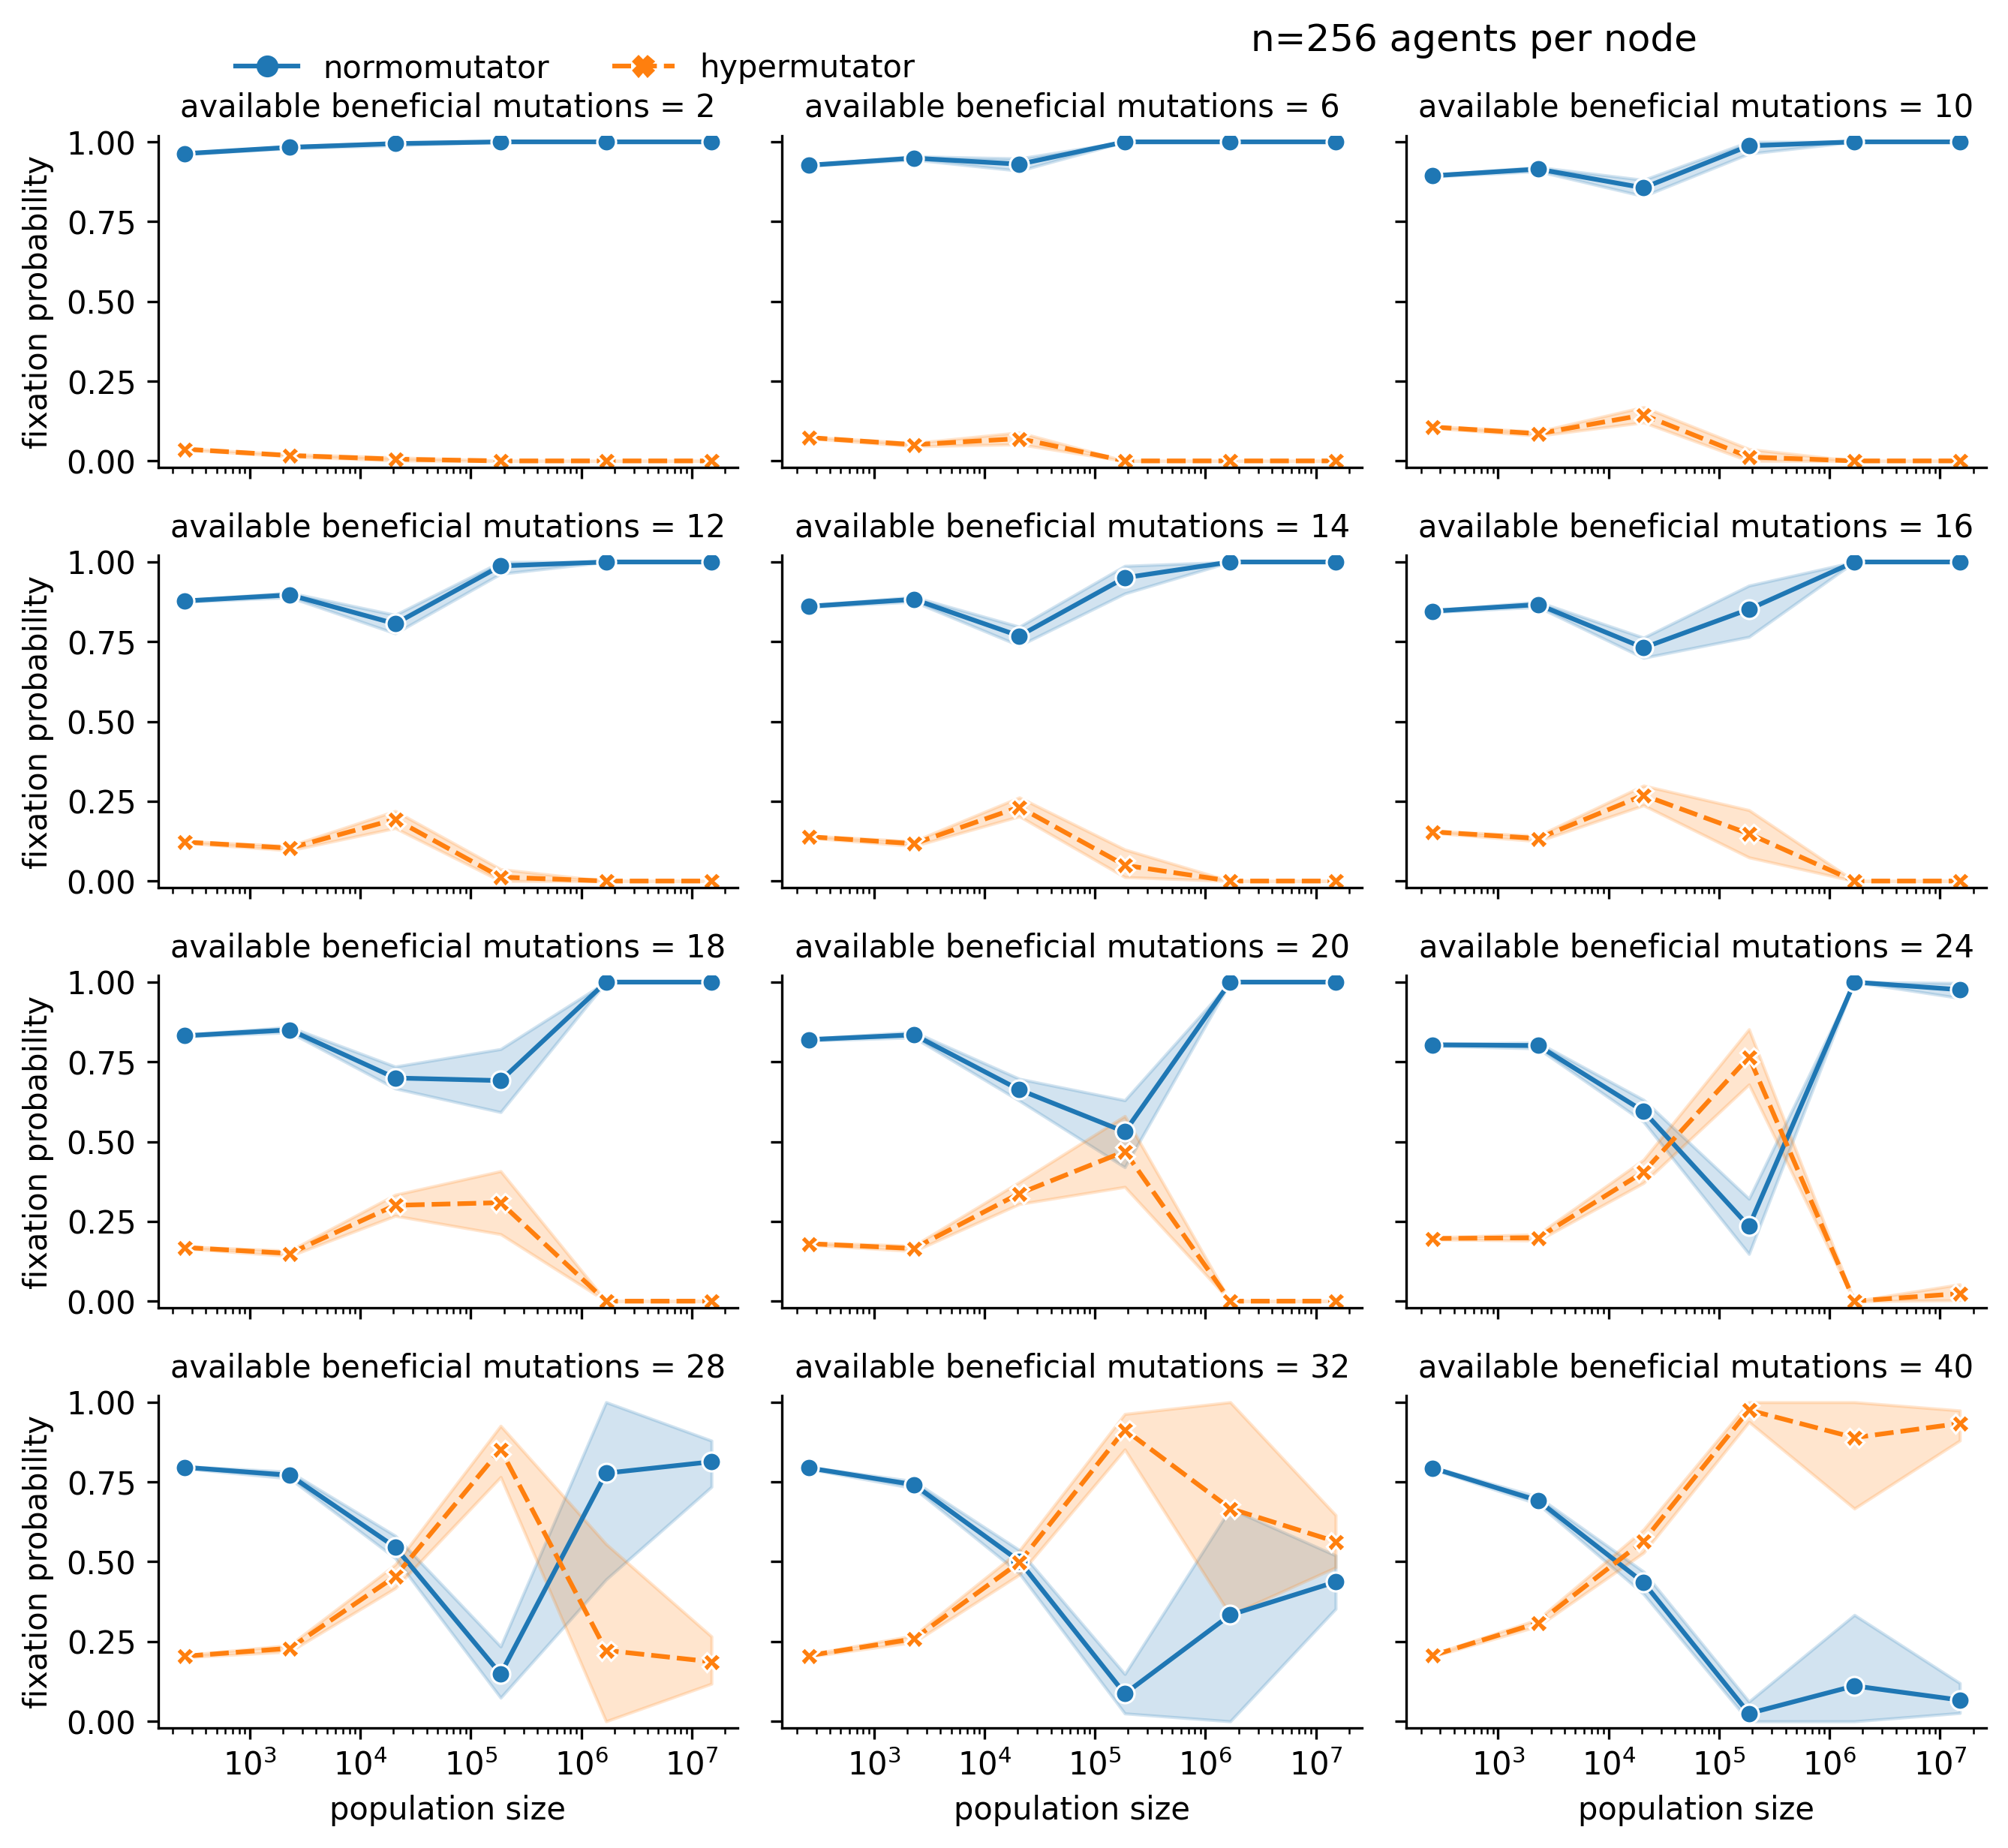 n=256 agents per node
normomutator hypermutator
available beneficial mutations = 2
available beneficial mutations = 6
available beneficial mutations = 10
fixation probability
1.00
0.75
0.50
0.25
0.00
available beneficial mutations = 12
available beneficial mutations = 14
available beneficial mutations = 16
fixation probability
1.00
0.75
0.50
0.25
0.00
available beneficial mutations = 18
available beneficial mutations = 20
available beneficial mutations = 24
fixation probability
1.00
0.75
0.50
0.25
0.00
available beneficial mutations = 28
available beneficial mutations = 32
available beneficial mutations = 40
fixation probability
1.00
0.75
0.50
0.25
0.00
10³ 10⁴ 10⁵ 10⁶ 10⁷
10³ 10⁴ 10⁵ 10⁶ 10⁷
10³ 10⁴ 10⁵ 10⁶ 10⁷
population size
population size
population size